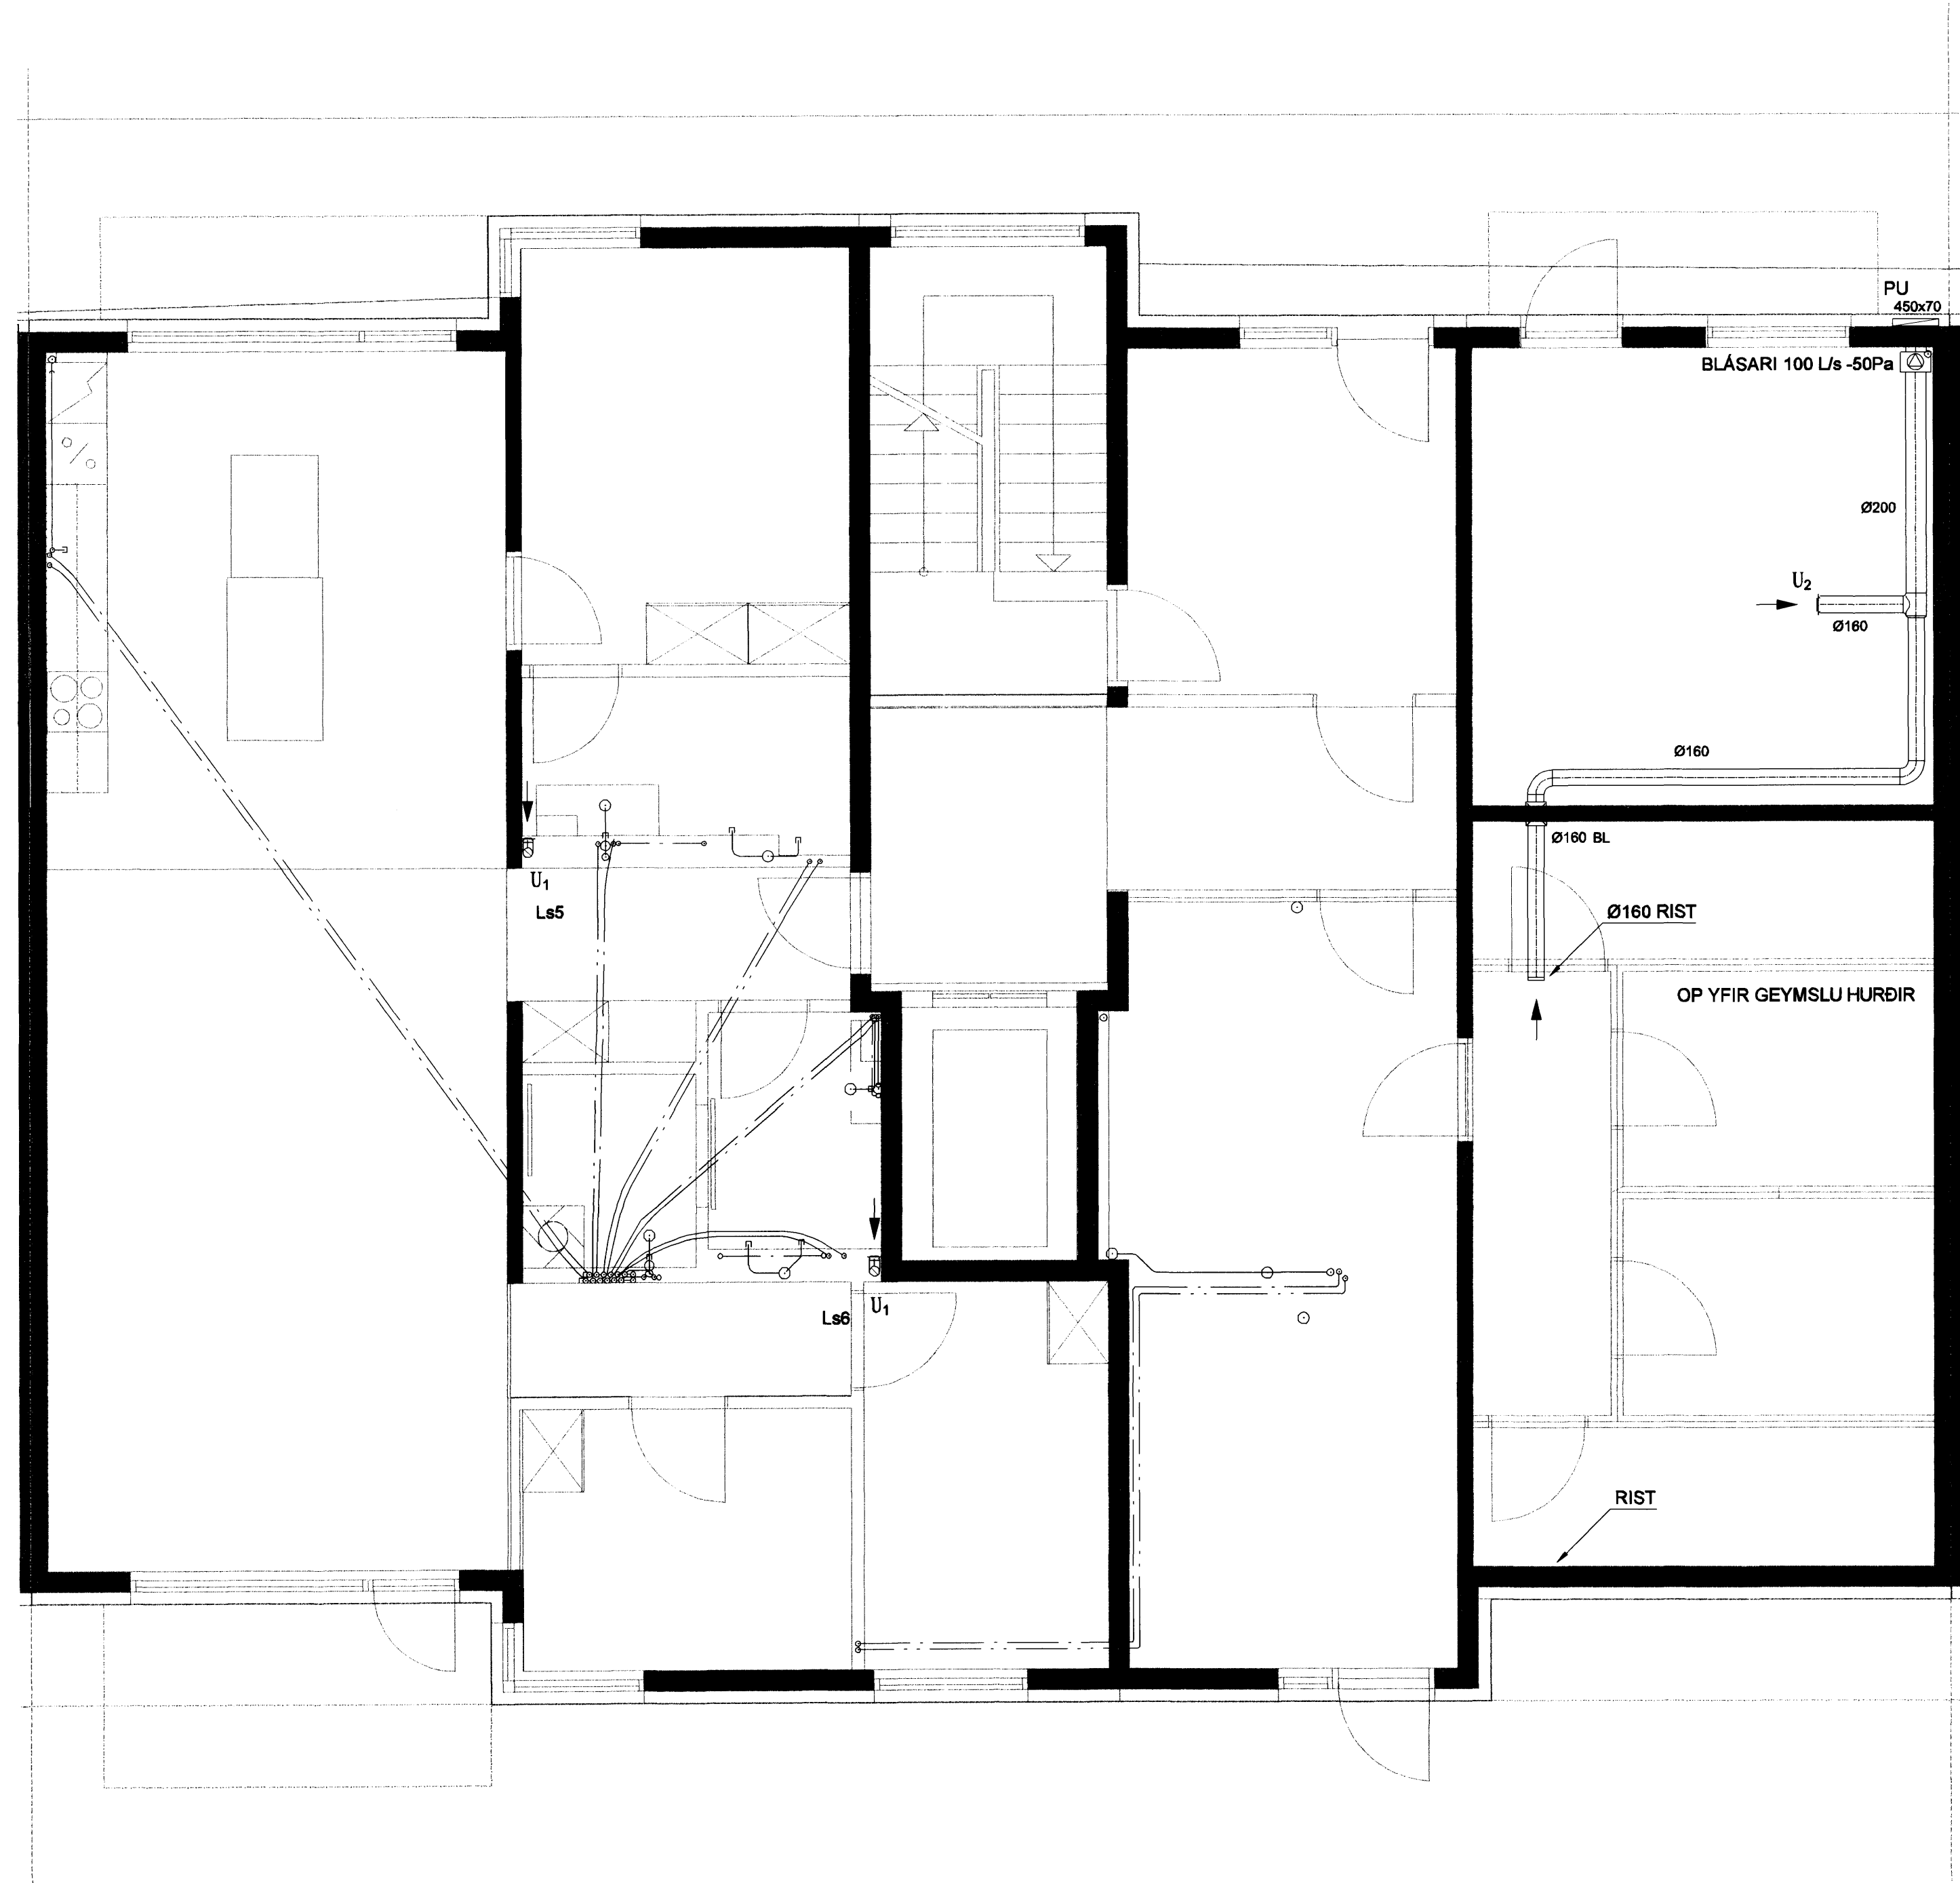 PU
450x70
BLÁSARI 100 L/s -50Pa
Ø200
U₂
Ø160
Ø160
Ø160 BL
U₁
Ls5
Ø160 RIST
OP YFIR GEYMSLU HURÐIR
U₁
Ls6
RIST